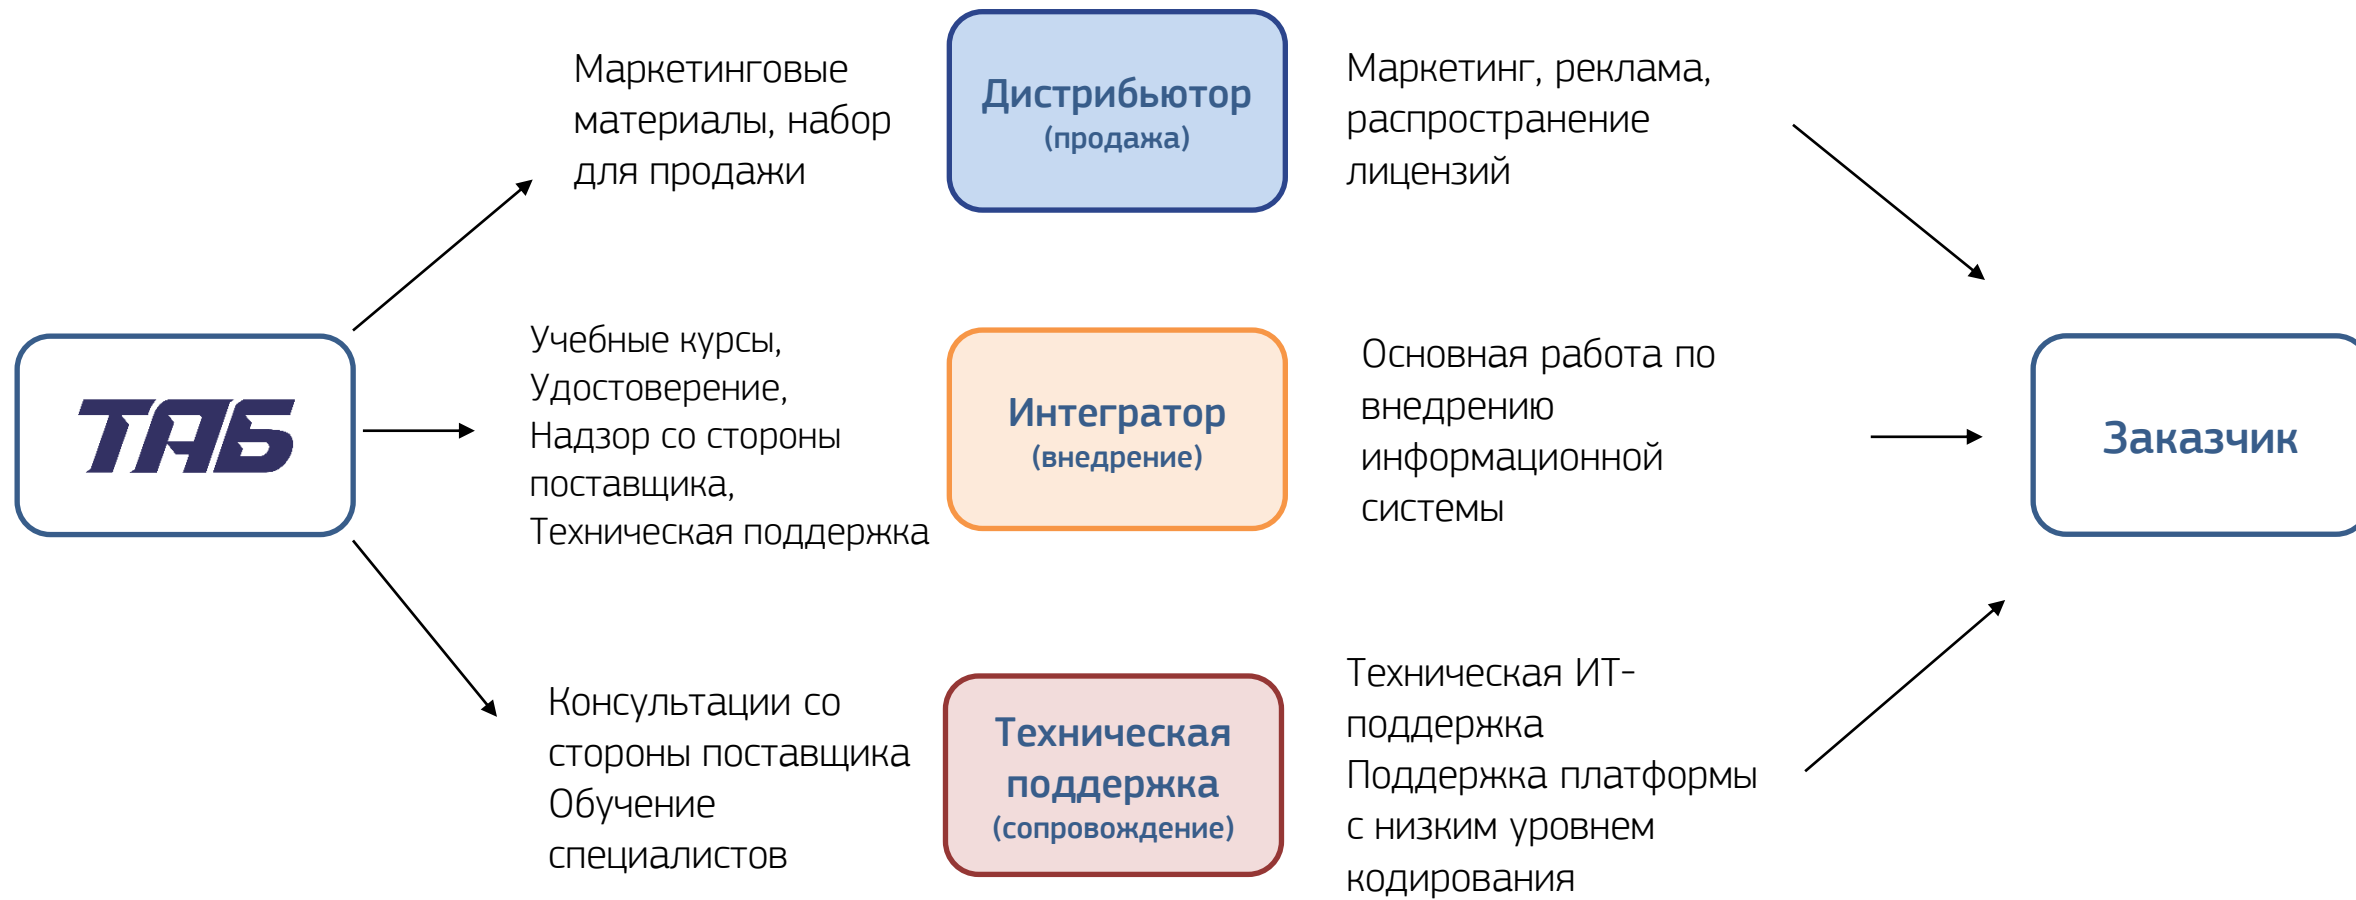 ТАБ
Маркетинговые
материалы, набор
для продажи
Дистрибьютор
(продажа)
Маркетинг, реклама,
распространение
лицензий
Учебные курсы,
Удостоверение,
Надзор со стороны
поставщика,
Техническая поддержка
Интегратор
(внедрение)
Основная работа по
внедрению
информационной
системы
Заказчик
Консультации со
стороны поставщика
Обучение
специалистов
Техническая
поддержка
(сопровождение)
Техническая ИТ-
поддержка
Поддержка платформы
с низким уровнем
кодирования